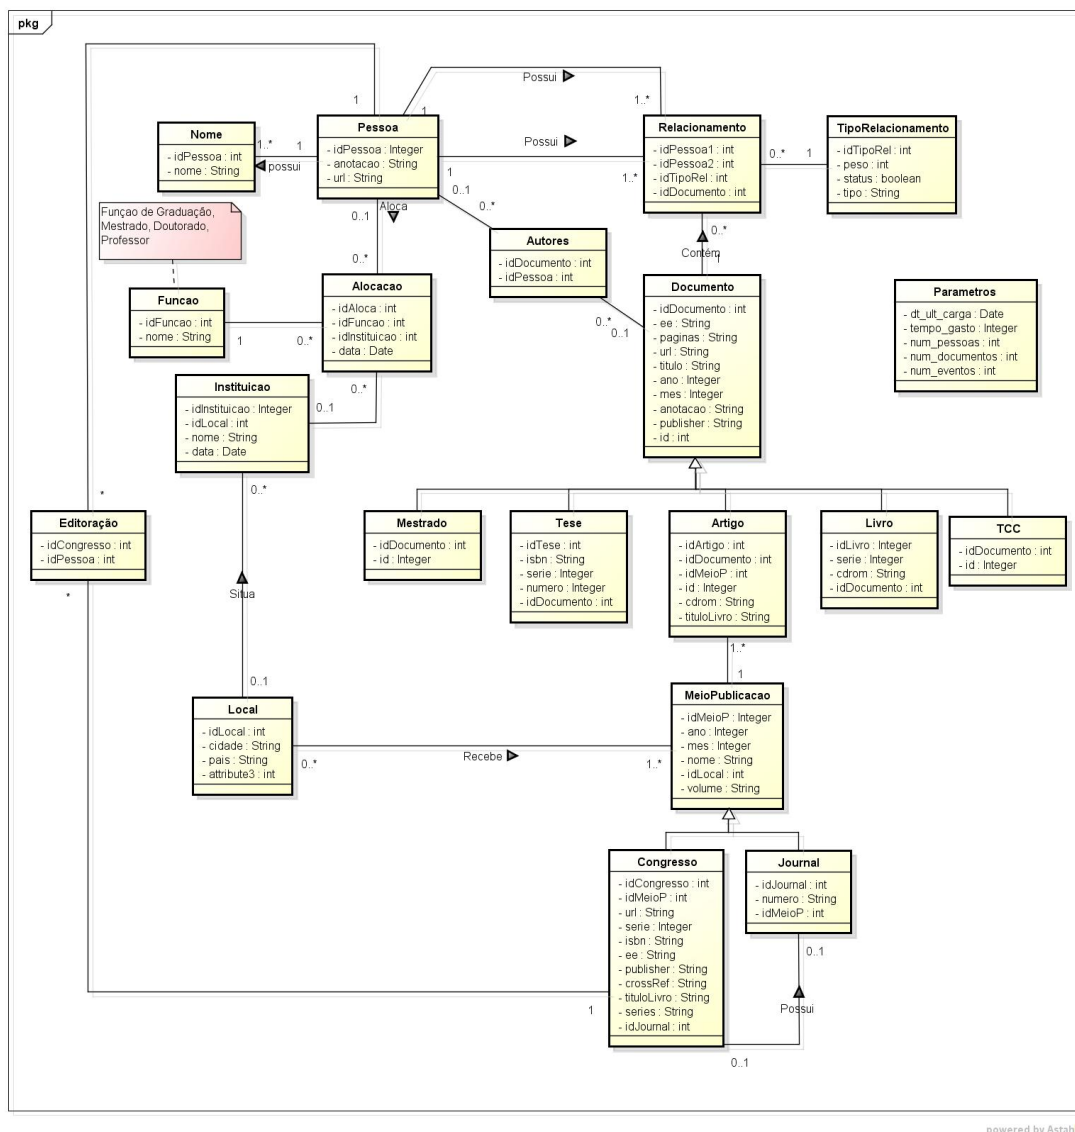 pkg
Possui
1
1
1..*
Nome
- idPessoa : int
- nome : String
1..*
1
possui
Pessoa
- idPessoa : Integer
- anotacao : String
- url : String
Possui
1
1..*
Relacionamento
- idPessoa1 : int
- idPessoa2 : int
- idTipoRel : int
- idDocumento : int
0..*
1
TipoRelacionamento
- idTipoRel : int
- peso : int
- status : boolean
- tipo : String
Funçao de Graduação,
Mestrado, Doutorado,
Professor
Aloca
0..1
0..*
0..1
0..*
Autores
- idDocumento : int
- idPessoa : int
0..*
0..1
0..*
Contém
1
Funcao
- idFuncao : int
- nome : String
1
0..*
Alocacao
- idAloca : int
- idFuncao : int
- idInstituicao : int
- data : Date
0..*
0..1
Documento
- idDocumento : int
- ee : String
- paginas : String
- url : String
- titulo : String
- ano : Integer
- mes : Integer
- anotacao : String
- publisher : String
- id : int
Parametros
- dt_ult_carga : Date
- tempo_gasto : Integer
- num_pessoas : int
- num_documentos : int
- num_eventos : int
Instituicao
- idInstituicao : Integer
- idLocal : int
- nome : String
- data : Date
0..*
Situa
0..1
*
Editoração
- idCongresso : int
- idPessoa : int
*
Mestrado
- idDocumento : int
- id : Integer
Tese
- idTese : int
- isbn : String
- serie : Integer
- numero : Integer
- idDocumento : int
Artigo
- idArtigo : int
- idDocumento : int
- idMeioP : int
- id : Integer
- cdrom : String
- tituloLivro : String
Livro
- idLivro : Integer
- serie : Integer
- cdrom : String
- idDocumento : int
TCC
- idDocumento : int
- id : Integer
1..*
1
Local
- idLocal : int
- cidade : String
- pais : String
- attribute3 : int
0..*
Recebe
1..*
MeioPublicacao
- idMeioP : Integer
- ano : Integer
- mes : Integer
- nome : String
- idLocal : int
- volume : String
Congresso
- idCongresso : int
- idMeioP : int
- url : String
- serie : Integer
- isbn : String
- ee : String
- publisher : String
- crossRef : String
- tituloLivro : String
- series : String
- idJournal : int
Journal
- idJournal : int
- numero : String
- idMeioP : int
0..1
Possui
1
0..1
powered by Astah